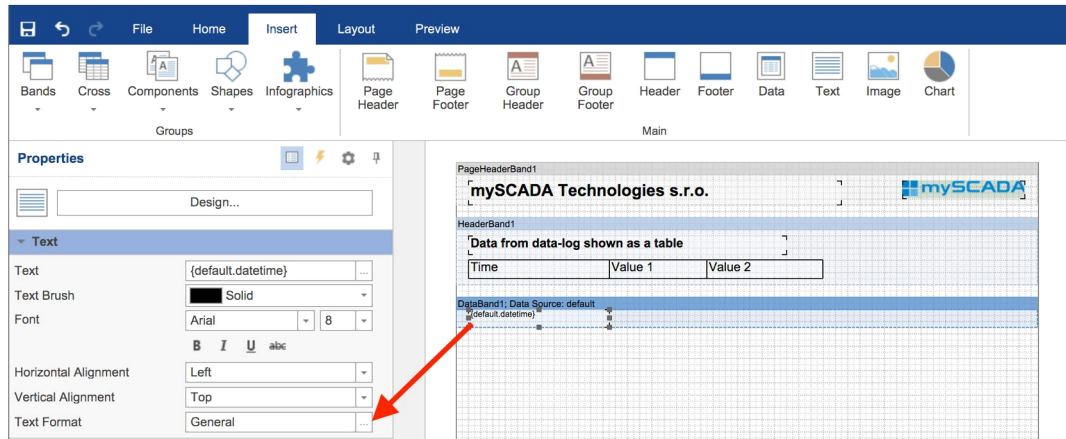 File Home Insert Layout Preview
Bands Cross Components Shapes Infographics Page Header Page Footer Group Header Group Footer Header Footer Data Text Image Chart
Groups Main
Properties
Design...
Text
Text {default.datetime} ...
Text Brush Solid
Font Arial 8
B I U abc
Horizontal Alignment Left
Vertical Alignment Top
Text Format General ...
PageHeaderBand1
mySCADA Technologies s.r.o. mySCADA
HeaderBand1
Data from data-log shown as a table
Time Value 1 Value 2
DataBand1; Data Source: default
{default.datetime}